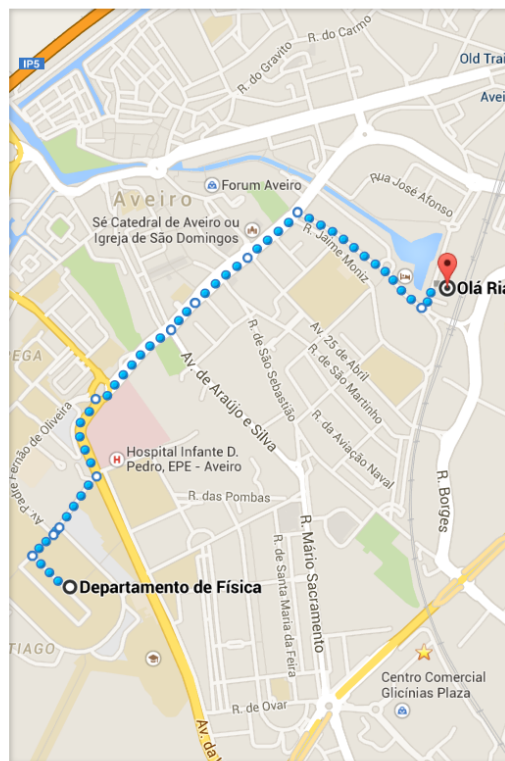 IP5
R. do Carmo
R. do Gravito
Old Trai
Avei
Forum Aveiro
Aveiro
Rua José Afonso
Sé Catedral de Aveiro ou
Igreja de São Domingos
R. Jaime Moniz
Olá Ria
Av. 25 de Abril
R. de São Sebastião
R. de São Martinho
Av. de Araújo e Silva
R. da Aviação Naval
Av. Padre Fernão de Oliveira
H
Hospital Infante D.
Pedro, EPE - Aveiro
R. das Pombas
R. Borges
R. Mário Sacramento
R. de Santa Maria da Feira
Departamento de Física
TIAGO
Centro Comercial
Glicínias Plaza
R. de Ovar
Av. da